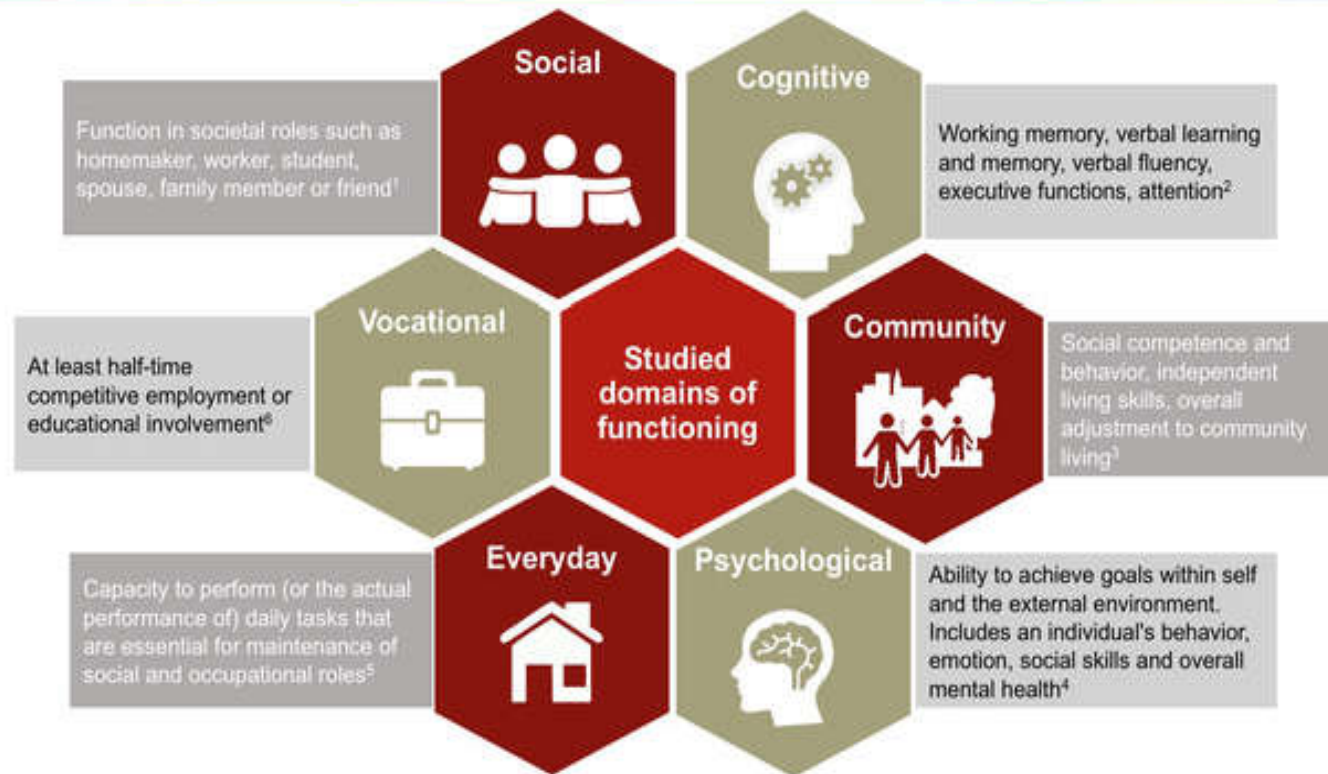 Social
Function in societal roles such as
homemaker, worker, student,
spouse, family member or friend¹
Cognitive
Working memory, verbal learning
and memory, verbal fluency,
executive functions, attention²
Vocational
At least half-time
competitive employment or
educational involvement⁶
Studied
domains of
functioning
Community
Social competence and
behavior, independent
living skills, overall
adjustment to community
living³
Everyday
Capacity to perform (or the actual
performance of) daily tasks that
are essential for maintenance of
social and occupational roles⁵
Psychological
Ability to achieve goals within self
and the external environment.
Includes an individual's behavior,
emotion, social skills and overall
mental health⁴